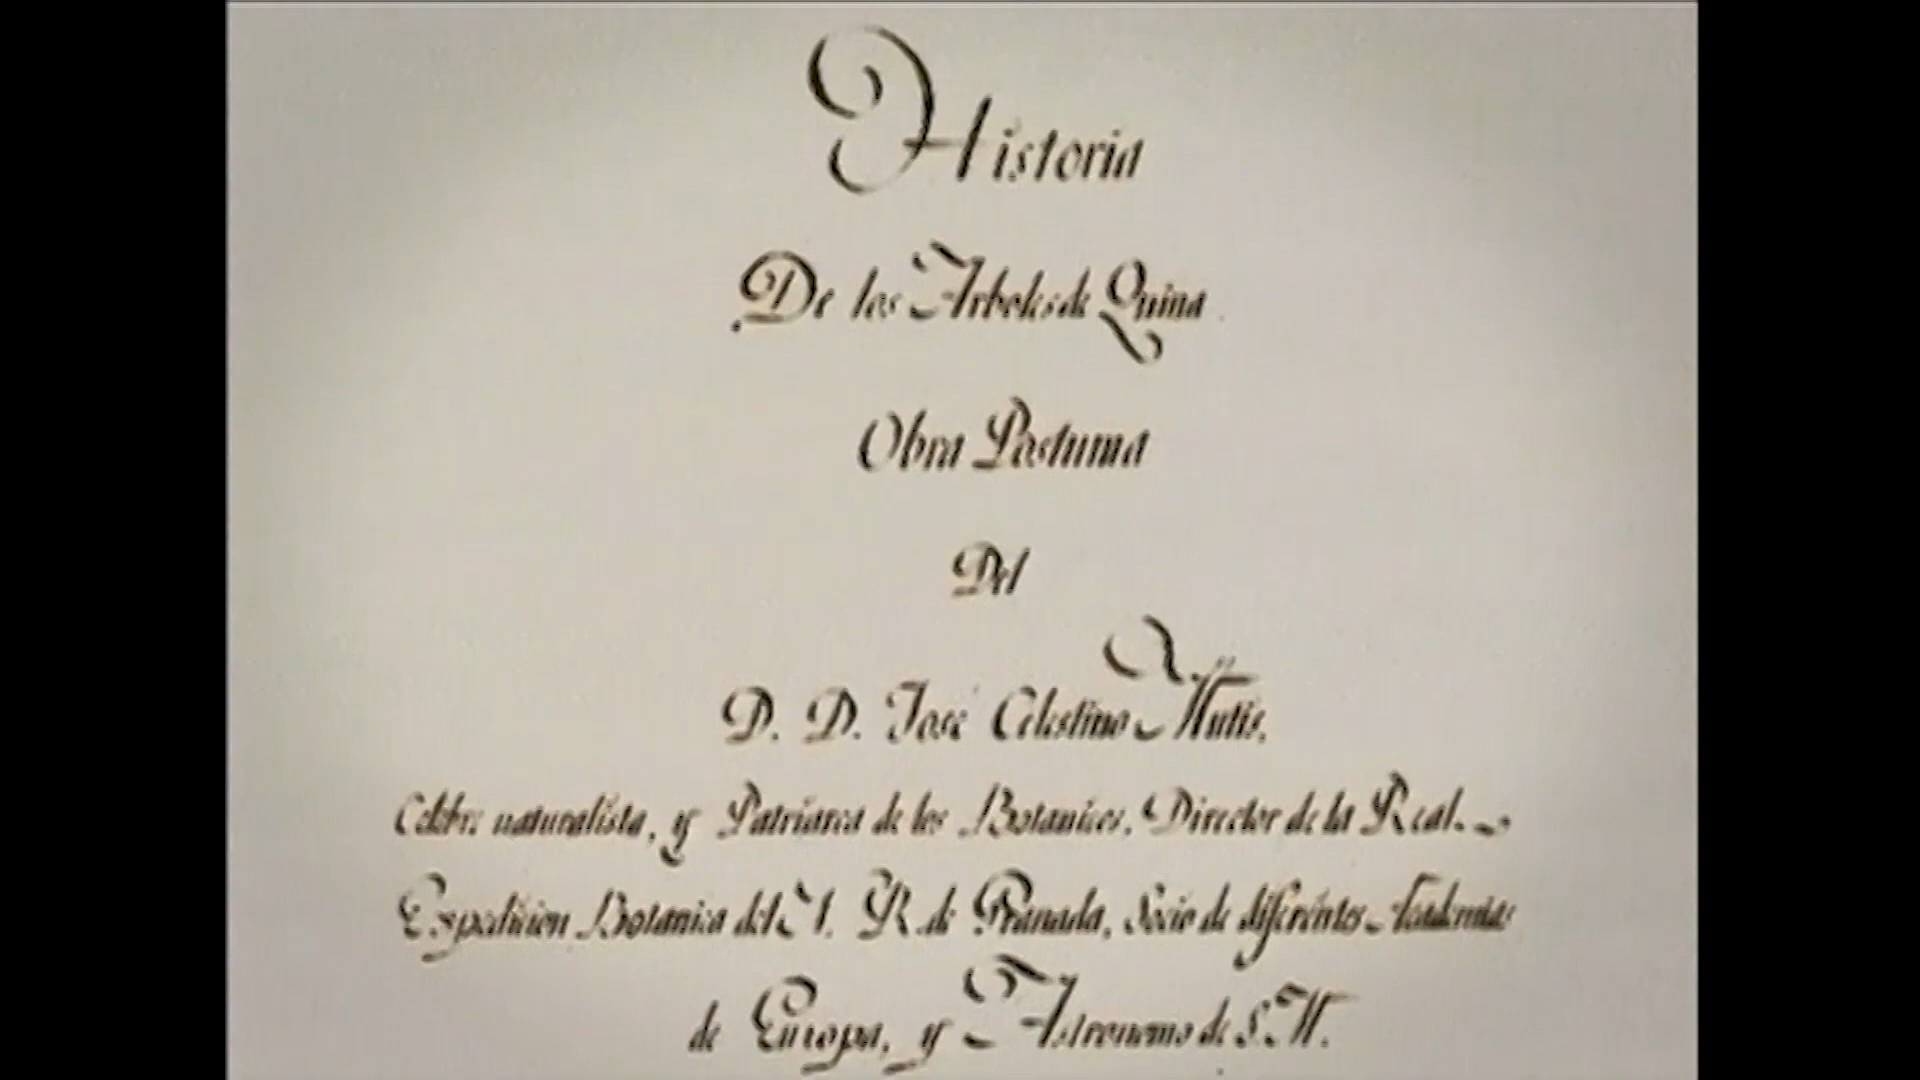 Historia
De los Arboles de Quina
Obra Postuma
Del
D. D. José Celestino Mutis.
Celebre naturalista, y Patriarca de los Botanicos. Director de la Real.
Espedicion Botanica del N. R. de Granada, Socio de diferentes Academias
de Europa, y Astronomo de S. M.